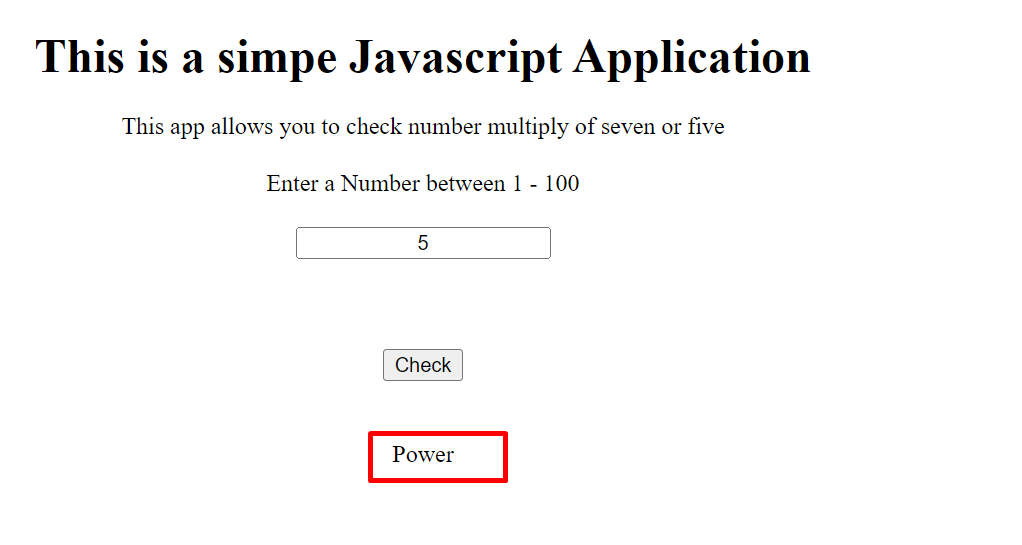 This is a simpe Javascript Application
This app allows you to check number multiply of seven or five
Enter a Number between 1 - 100
5
Check
Power